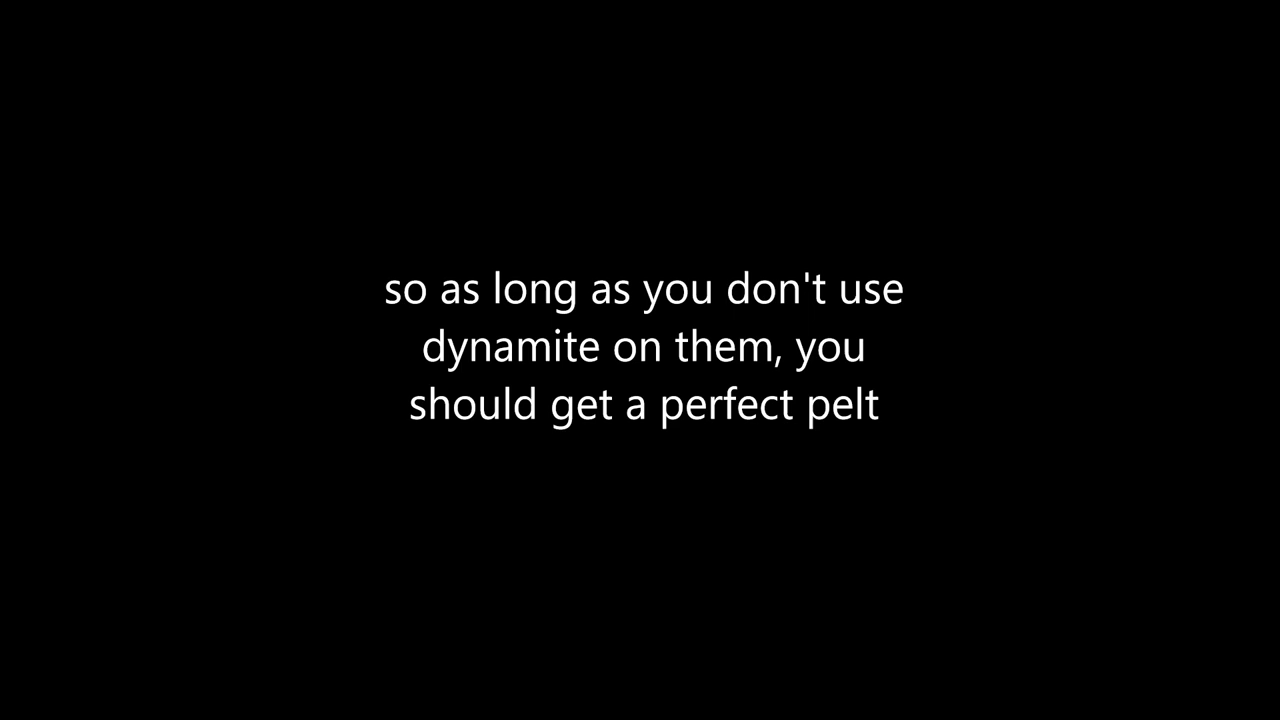 so as long as you don't use
dynamite on them, you
should get a perfect pelt